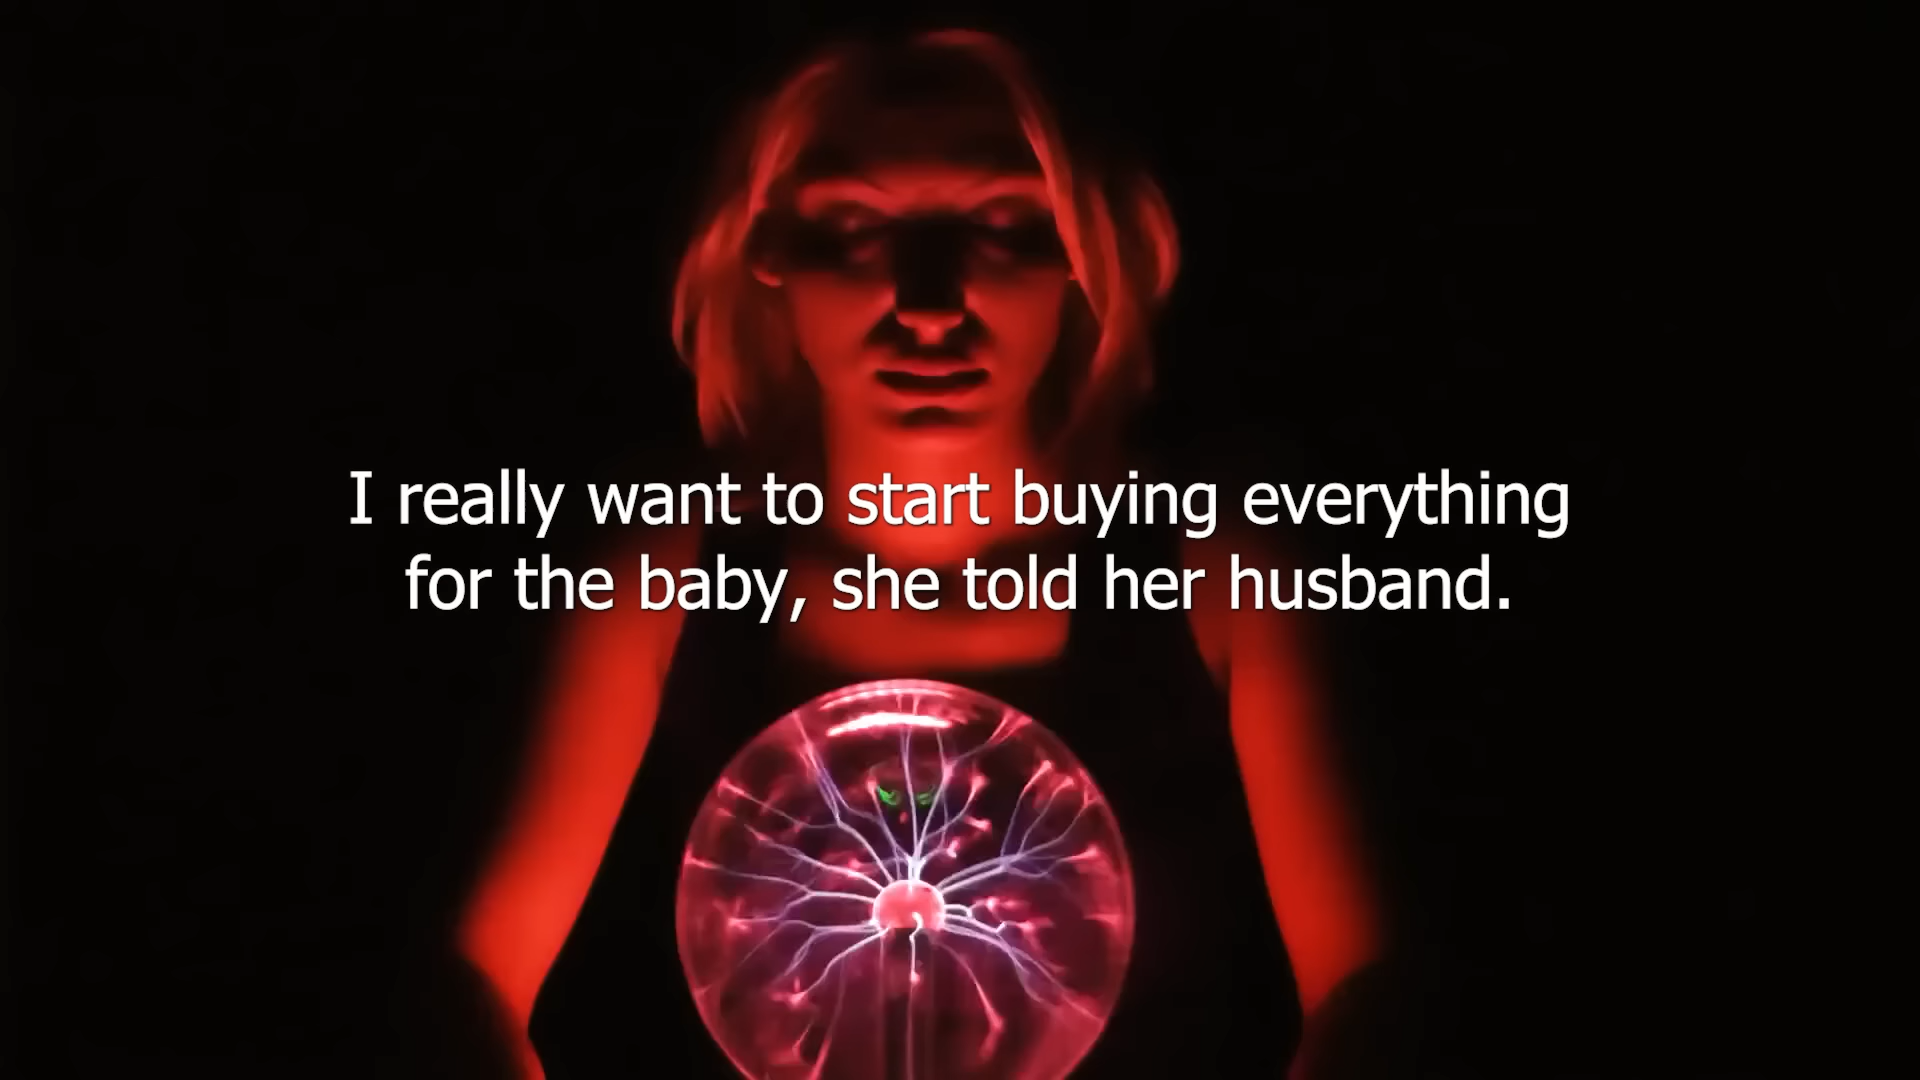 I really want to start buying everything
for the baby, she told her husband.